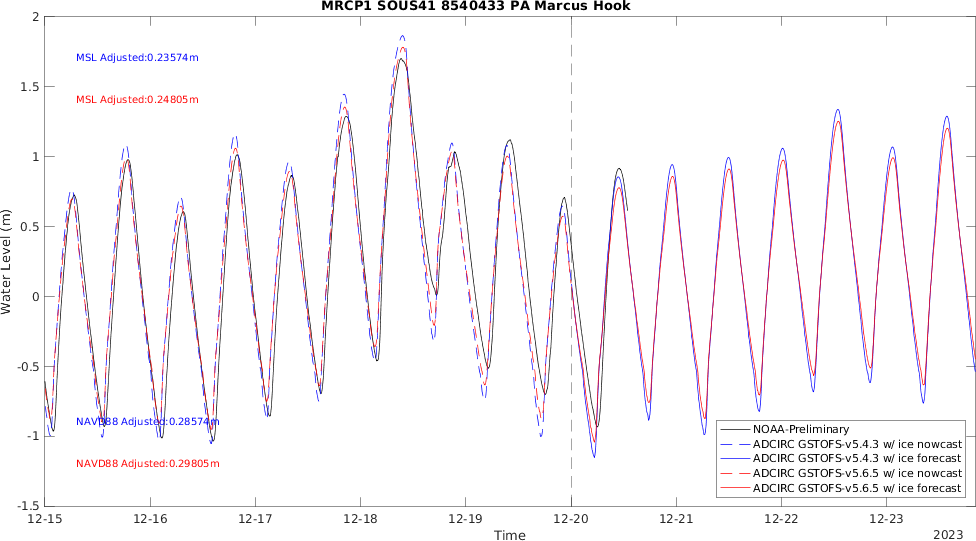 MRCP1 SOUS41 8540433 PA Marcus Hook
2
MSL Adjusted:0.23574m
1.5
MSL Adjusted:0.24805m
1
0.5
Water Level (m)
0
-0.5
NAVD88 Adjusted:0.28574m
-1
NAVD88 Adjusted:0.29805m
-1.5
NOAA-Preliminary
ADCIRC GSTOFS-v5.4.3 w/ ice nowcast
ADCIRC GSTOFS-v5.4.3 w/ ice forecast
ADCIRC GSTOFS-v5.6.5 w/ ice nowcast
ADCIRC GSTOFS-v5.6.5 w/ ice forecast
12-15 12-16 12-17 12-18 12-19 12-20 12-21 12-22 12-23
Time
2023